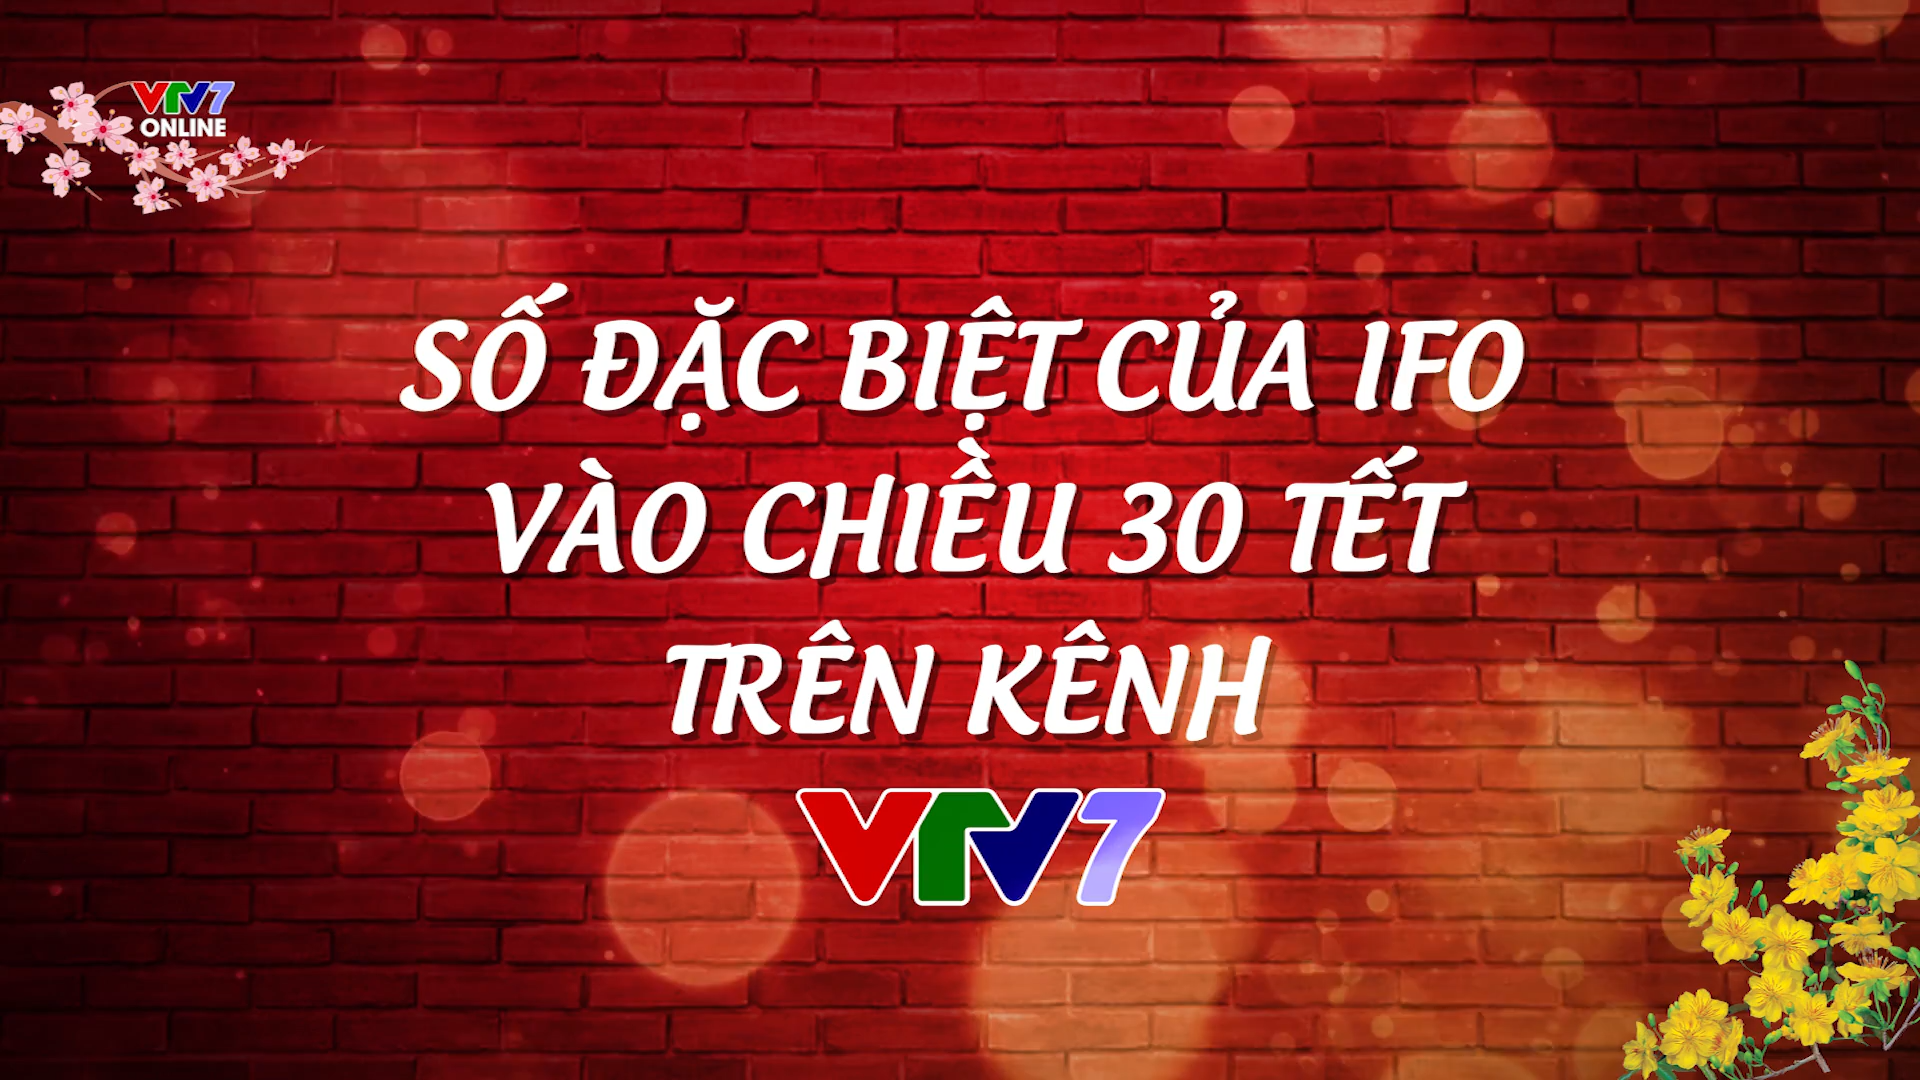 VTV7
ONLINE
SỐ ĐẶC BIỆT CỦA IFO
VÀO CHIỀU 30 TẾT
TRÊN KÊNH
VTV7